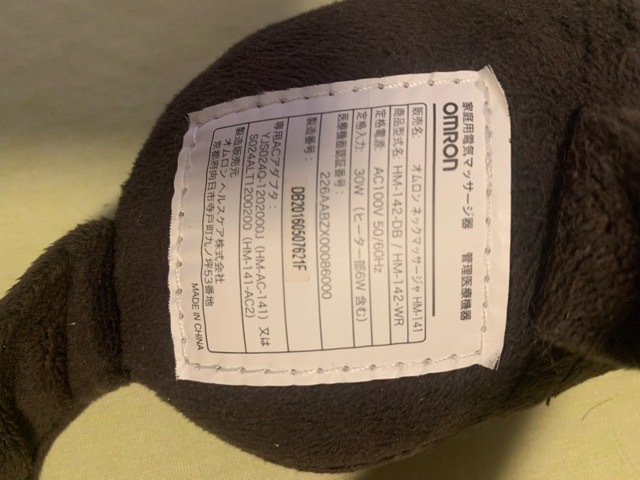 家庭用電気マッサージ器 管理医療機器
OMRON
販売名: オムロン ネックマッサージャ HM-141
商品型式名: HM-142-DB / HM-142-WR
定格電源: AC100V 50/60Hz
定格入力: 30W (ヒーター部6W 含む)
医療機器認証番号:
226AABZX00086000
製造番号:
DB20160507621F
専用ACアダプタ:
YJS024Q-1202000J (HM-AC-141) 又は
S024ALT1200200 (HM-141-AC2)
製造販売元
オムロン ヘルスケア株式会社
京都府向日市寺戸町九ノ坪53番地
MADE IN CHINA